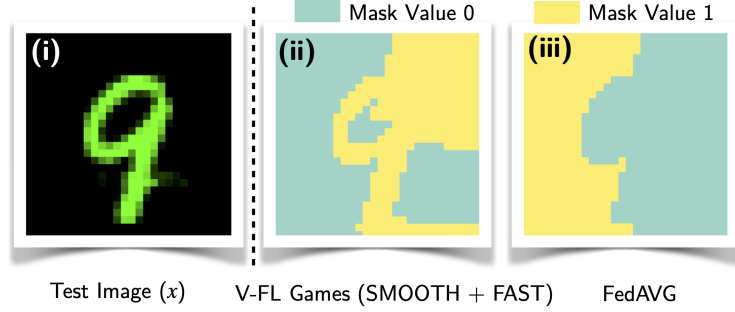 Mask Value 0 Mask Value 1
(i) (ii) (iii)
Test Image (x) V-FL Games (SMOOTH + FAST) FedAVG